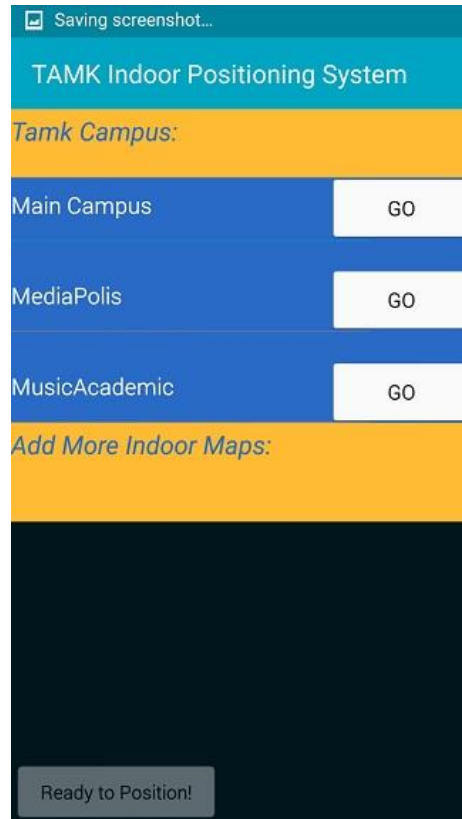 Saving screenshot...
TAMK Indoor Positioning System
Tamk Campus:
Main Campus GO
MediaPolis GO
MusicAcademic GO
Add More Indoor Maps:
Ready to Position!